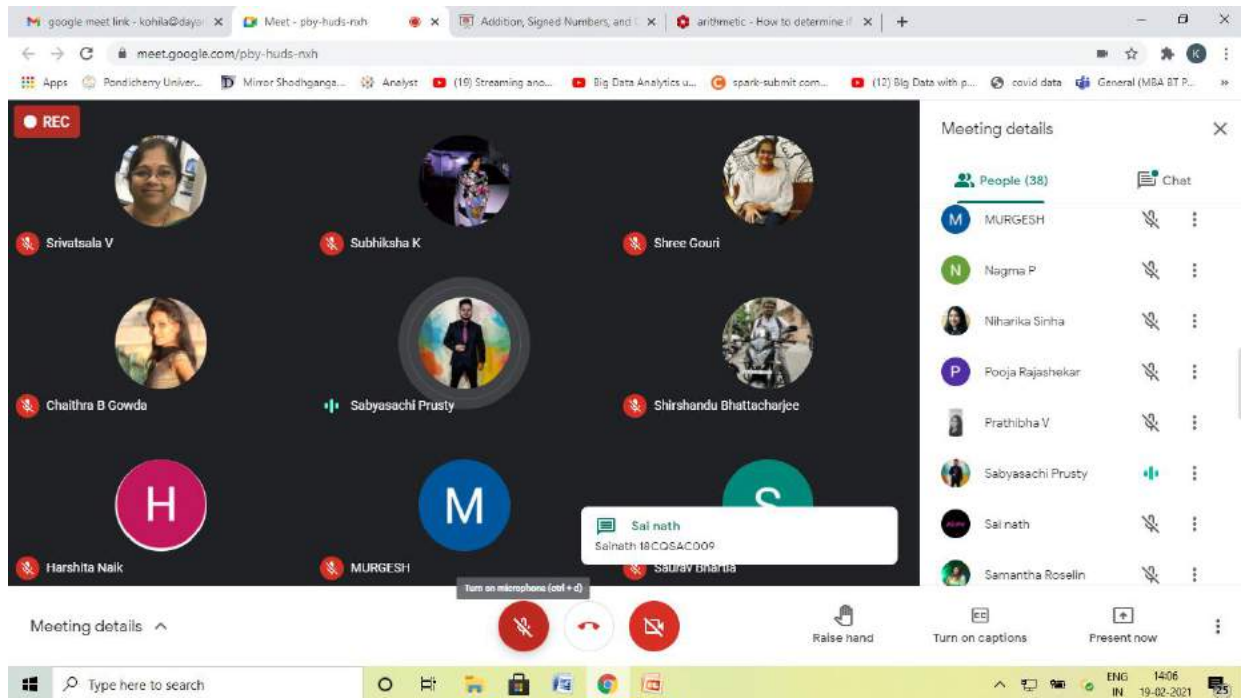 google meet link - kohila@dayo
Meet - pby-huds-nxh
Addition, Signed Numbers, and
arithmetic - How to determine if
meet.google.com/pby-huds-nxh
K
Apps
Pondicherry Univer...
Mirror Shodhganga...
Analyst
(19) Streaming ano...
Big Data Analytics u...
spark-submit com...
(12) Big Data with p...
covid data
General (MBA BT P...
REC
Srivatsala V
Subhiksha K
Shree Gouri
Chaithra B Gowda
Sabyasachi Prusty
Shirshandu Bhattacharjee
H
M
S
Harshita Naik
MURGESH
Saurav Bhartia
Sai nath
Sainath 18CQSAC009
Turn on microphone (ctrl + d)
Meeting details
People (38)
Chat
M MURGESH
N Nagma P
Niharika Sinha
P Pooja Rajashekar
Prathibha V
Sabyasachi Prusty
Sai nath
Samantha Roselin
Meeting details
Raise hand
CC
Turn on captions
Present now
Type here to search
ENG
IN
14:06
19-02-2021
25